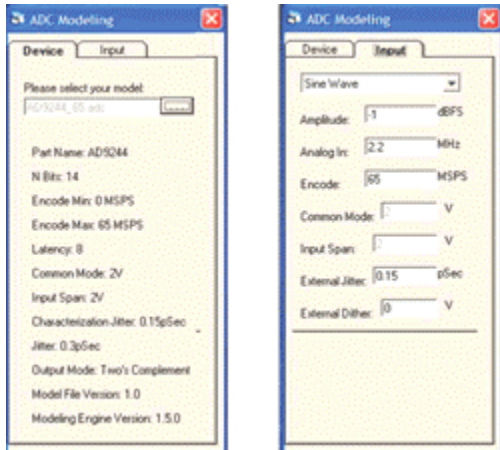 ADC Modeling
Device
Input
Please select your model:
AD9244_65.adc
....
Part Name: AD9244
N Bits: 14
Encode Min: 0 MSPS
Encode Max: 65 MSPS
Latency: 8
Common Mode: 2V
Input Span: 2V
Characterization Jitter: 0.15pSec
Jitter: 0.3pSec
Output Mode: Two's Complement
Model File Version: 1.0
Modeling Engine Version: 1.5.0
ADC Modeling
Device
Input
Sine Wave
Amplitude: -1 dBFS
Analog In: 2.2 MHz
Encode: 65 MSPS
Common Mode: 2 V
Input Span: 2 V
External Jitter: 0.15 pSec
External Dither: 0 V